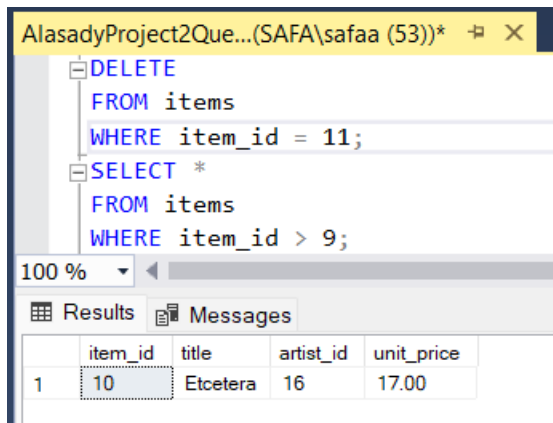 AlasadyProject2Que...(SAFA\safaa (53))*
DELETE
FROM items
WHERE item_id = 11;
SELECT *
FROM items
WHERE item_id > 9;
100 %
Results Messages
item_id title artist_id unit_price
1 10 Etcetera 16 17.00